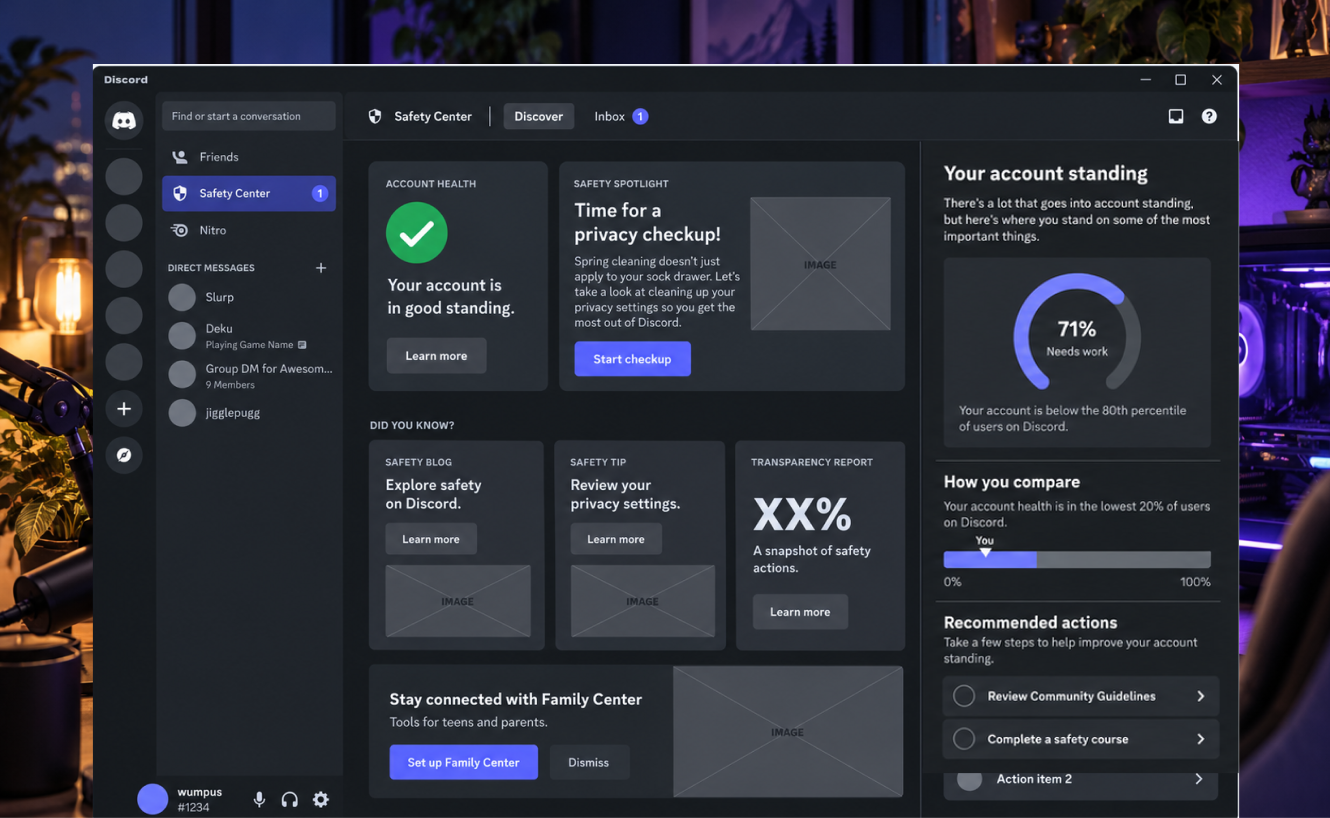 Discord
Find or start a conversation
Friends
Safety Center
1
Nitro
DIRECT MESSAGES
Slurp
Deku
Playing Game Name
Group DM for Awesom...
9 Members
jigglepugg
wumpus
#1234
Safety Center
Discover
Inbox
1
ACCOUNT HEALTH
Your account is
in good standing.
Learn more
SAFETY SPOTLIGHT
Time for a
privacy checkup!
Spring cleaning doesn't just
apply to your sock drawer. Let's
take a look at cleaning up your
privacy settings so you get the
most out of Discord.
Start checkup
IMAGE
DID YOU KNOW?
SAFETY BLOG
Explore safety
on Discord.
Learn more
IMAGE
SAFETY TIP
Review your
privacy settings.
Learn more
IMAGE
TRANSPARENCY REPORT
XX%
A snapshot of safety
actions.
Learn more
Stay connected with Family Center
Tools for teens and parents.
Set up Family Center
Dismiss
IMAGE
Your account standing
There's a lot that goes into account standing,
but here's where you stand on some of the most
important things.
71%
Needs work
Your account is below the 80th percentile
of users on Discord.
How you compare
Your account health is in the lowest 20% of users
on Discord.
You
0%
100%
Recommended actions
Take a few steps to help improve your account
standing.
Review Community Guidelines
Complete a safety course
Action item 2